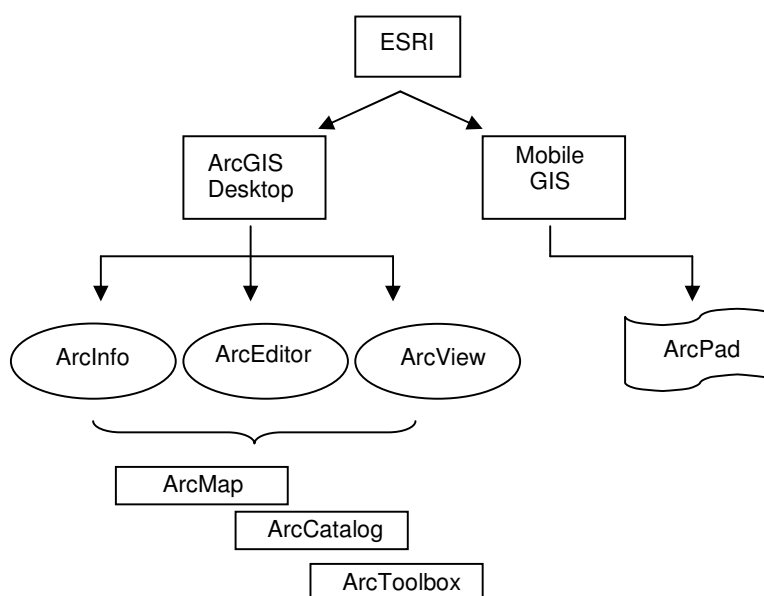 ESRI
ArcGIS
Desktop
Mobile
GIS
ArcInfo
ArcEditor
ArcView
ArcPad
ArcMap
ArcCatalog
ArcToolbox